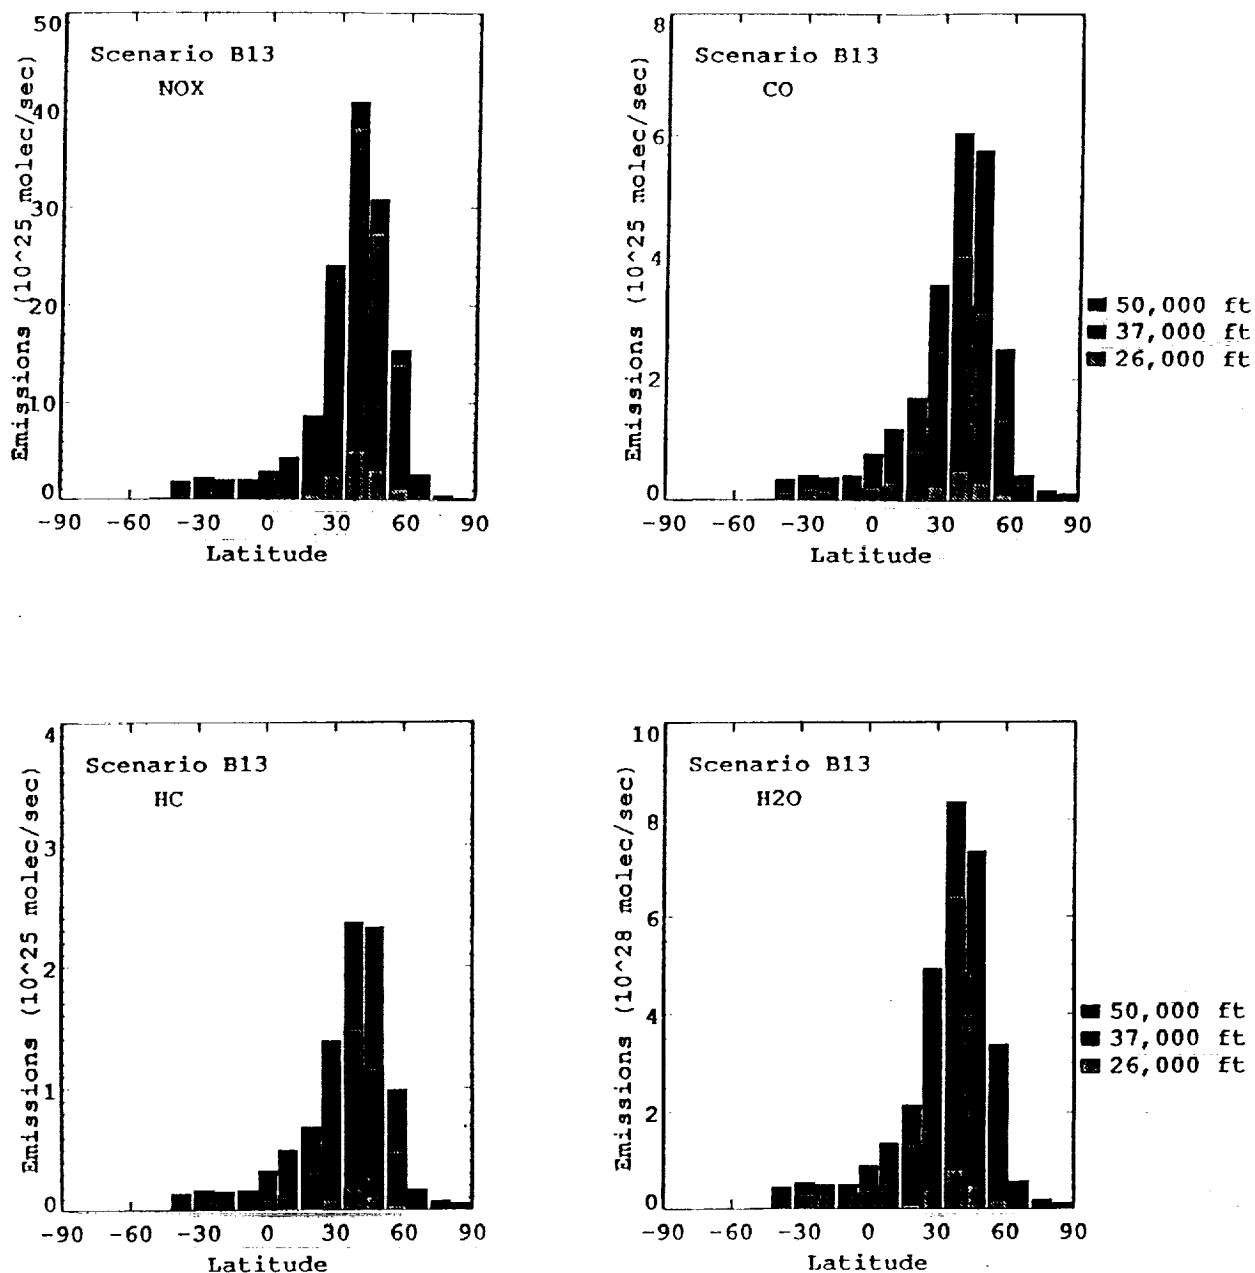 Scenario B13
NOX
Emissions (10^25 molec/sec)
50
40
30
20
10
0
-90 -60 -30 0 30 60 90
Latitude
Scenario B13
CO
Emissions (10^25 molec/sec)
8
6
4
2
0
-90 -60 -30 0 30 60 90
Latitude
50,000 ft
37,000 ft
26,000 ft
Scenario B13
HC
Emissions (10^25 molec/sec)
4
3
2
1
0
-90 -60 -30 0 30 60 90
Latitude
Scenario B13
H2O
Emissions (10^28 molec/sec)
10
8
6
4
2
0
-90 -60 -30 0 30 60 90
Latitude
50,000 ft
37,000 ft
26,000 ft